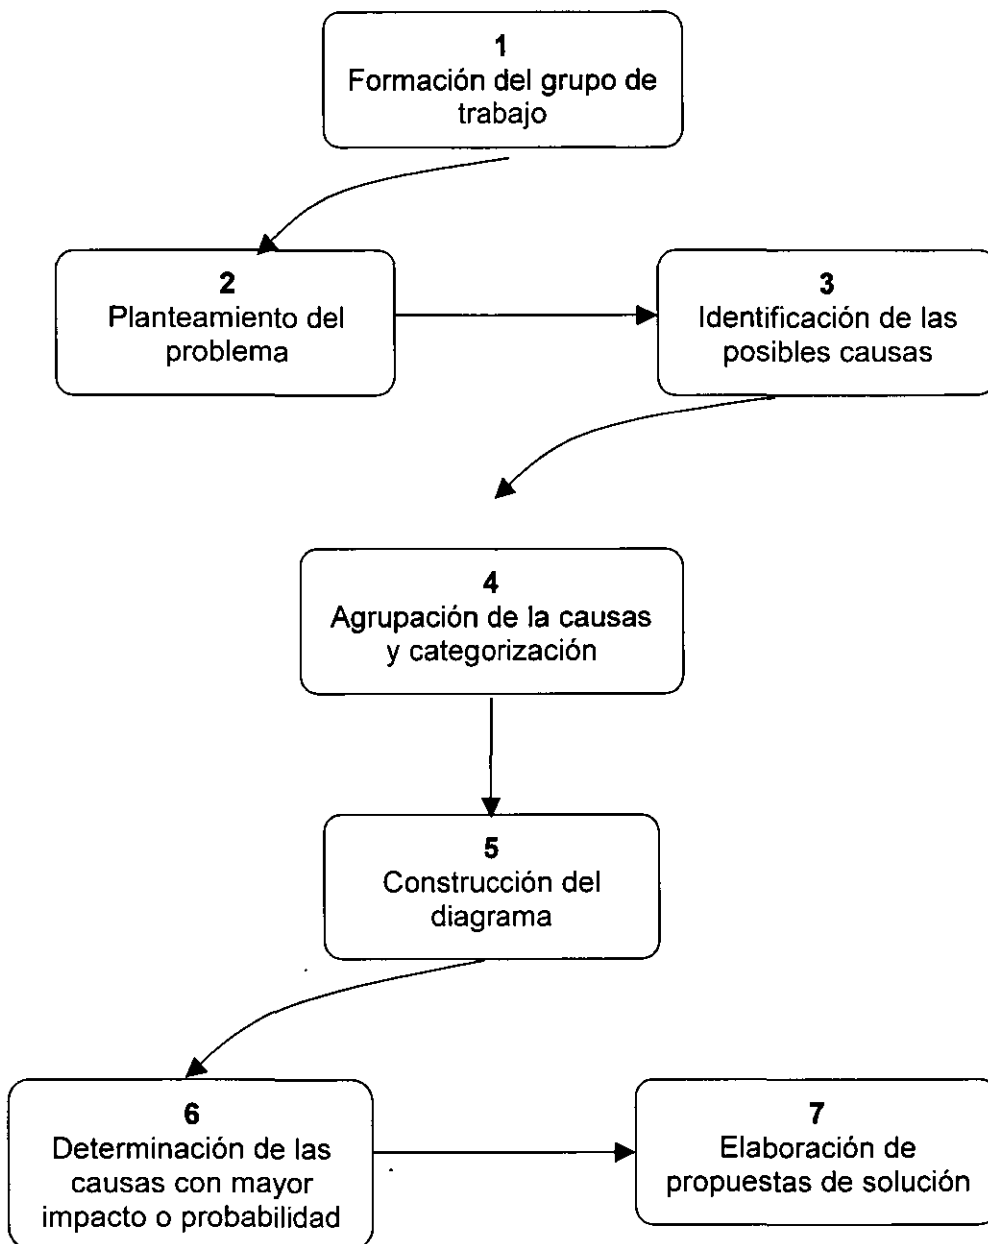 1
Formación del grupo de
trabajo
2
Planteamiento del
problema
3
Identificación de las
posibles causas
4
Agrupación de la causas
y categorización
5
Construcción del
diagrama
6
Determinación de las
causas con mayor
impacto o probabilidad
7
Elaboración de
propuestas de solución